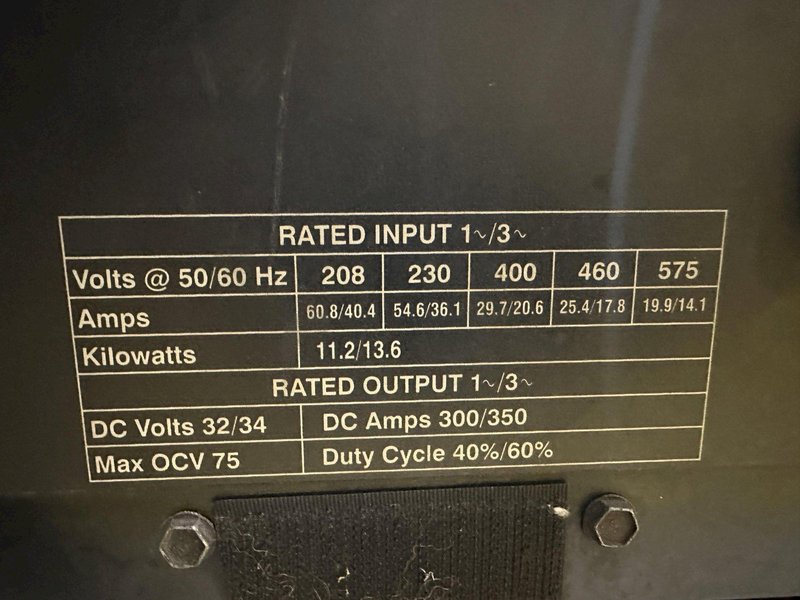 RATED INPUT 1~/3~
Volts @ 50/60 Hz 208 230 400 460 575
Amps 60.8/40.4 54.6/36.1 29.7/20.6 25.4/17.8 19.9/14.1
Kilowatts 11.2/13.6
RATED OUTPUT 1~/3~
DC Volts 32/34 DC Amps 300/350
Max OCV 75 Duty Cycle 40%/60%